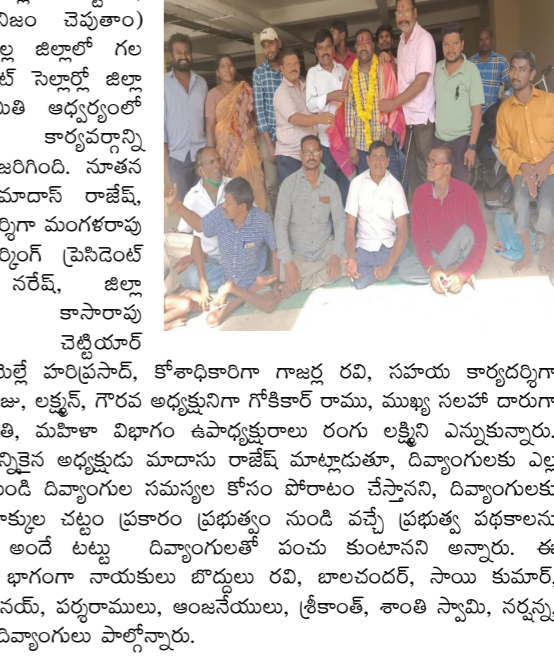 నిజం చెపుతాం)
ల్ల జిల్లాలో గల
ంట్ సెల్లార్లో జిల్లా
మితి ఆధ్వర్యంలో
కార్యవర్గాన్ని
జరిగింది. నూతన
మాదాస్ రాజేష్,
ర్శిగా మంగళరాపు
ర్కింగ్ ప్రెసిడెంట్
నరేష్, జిల్లా
కాసారాపు
చెట్టియార్
మెల్లే హరిప్రసాద్, కోశాధికారిగా గాజర్ల రవి, సహయ కార్యదర్శిగా
జు, లక్ష్మన్, గౌరవ అధ్యక్షునిగా గోకికార్ రాము, ముఖ్య సలహా దారుగా
తి, మహిళా విభాగం ఉపాధ్యక్షురాలు రంగు లక్ష్మిని ఎన్నుకున్నారు.
న్నికైన అధ్యక్షుడు మాదాసు రాజేష్ మాట్లాడుతూ, దివ్యాంగులకు ఎల్ల
ుండి దివ్యాంగుల సమస్యల కోసం పోరాటం చేస్తానని, దివ్యాంగులకు
ాక్కుల చట్టం ప్రకారం ప్రభుత్వం నుండి వచ్చే ప్రభుత్వ పథకాలను
అందే టట్టు దివ్యాంగులతో పంచు కుంటానని అన్నారు. ఈ
భాగంగా నాయకులు బొద్దులు రవి, బాలచందర్, సాయి కుమార్,
నయ్, పర్శరాములు, ఆంజనేయులు, శ్రీకాంత్, శాంతి స్వామి, నర్షన్న,
దివ్యాంగులు పాల్గోన్నారు.